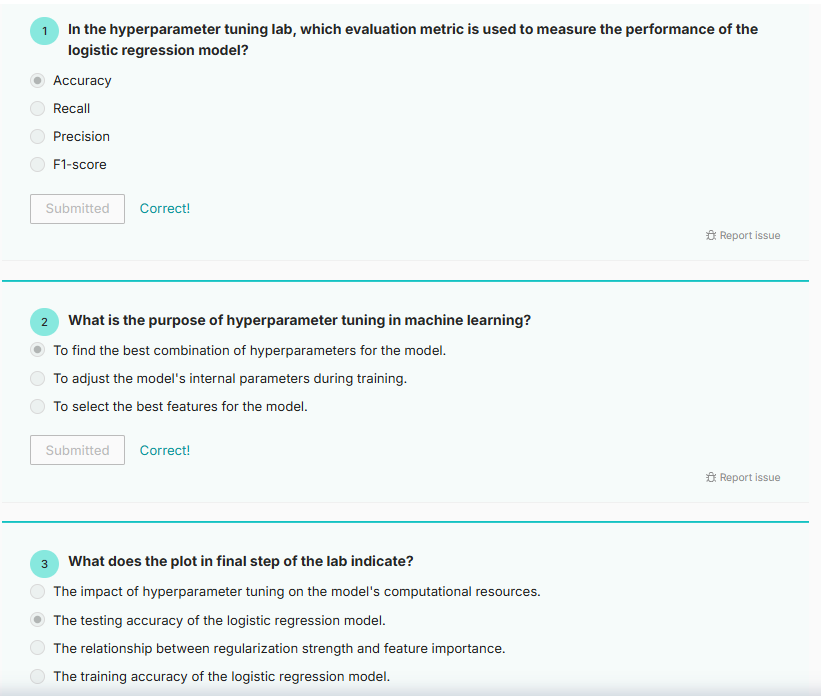 1
In the hyperparameter tuning lab, which evaluation metric is used to measure the performance of the
logistic regression model?
Accuracy
Recall
Precision
F1-score
Submitted Correct!
Report issue
2
What is the purpose of hyperparameter tuning in machine learning?
To find the best combination of hyperparameters for the model.
To adjust the model's internal parameters during training.
To select the best features for the model.
Submitted Correct!
Report issue
3
What does the plot in final step of the lab indicate?
The impact of hyperparameter tuning on the model's computational resources.
The testing accuracy of the logistic regression model.
The relationship between regularization strength and feature importance.
The training accuracy of the logistic regression model.